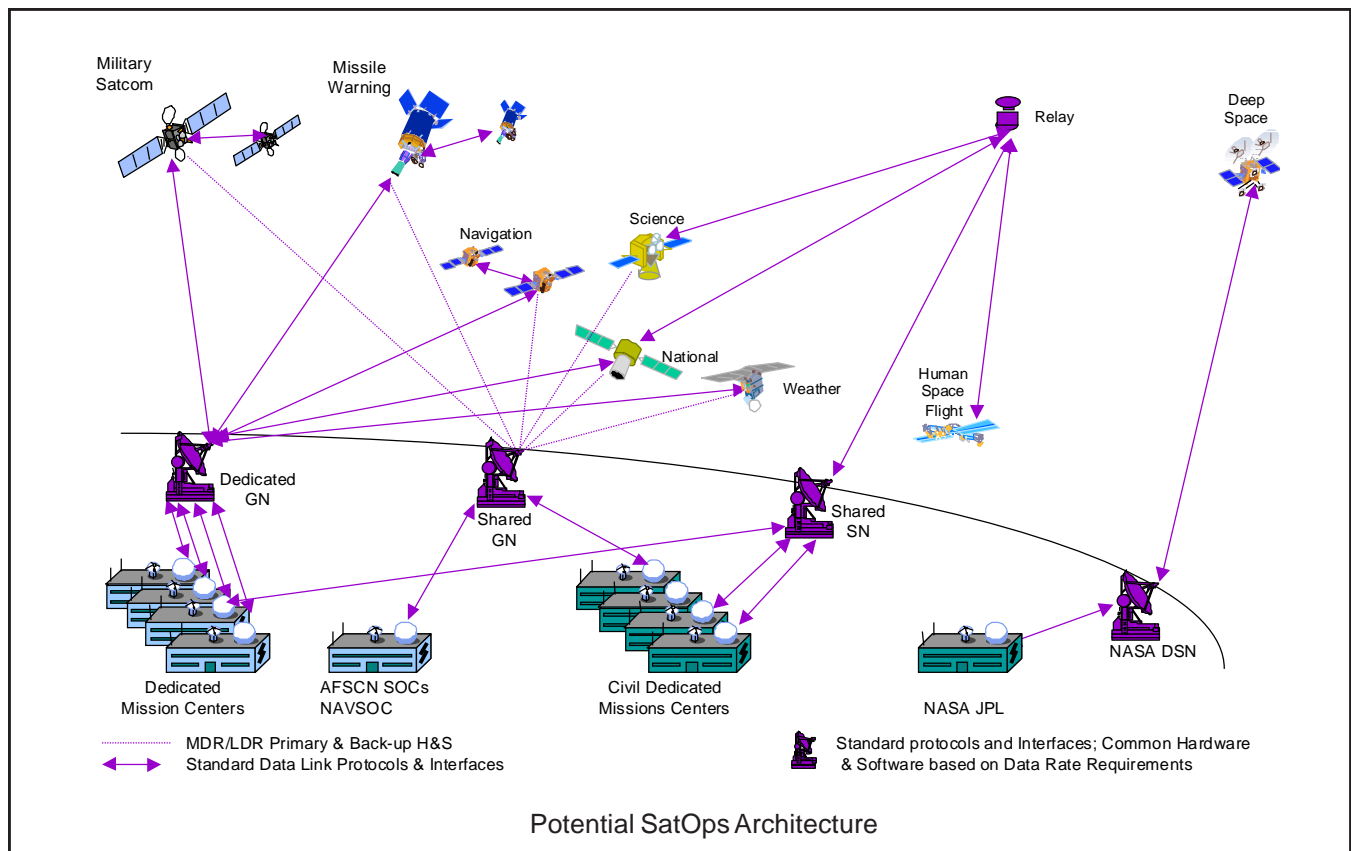 Military
Satcom
Missile
Warning
Relay
Deep
Space
Navigation
Science
National
Weather
Human
Space
Flight
Dedicated
GN
Shared
GN
Shared
SN
NASA DSN
Dedicated
Mission Centers
AFSCN SOCs
NAVSOC
Civil Dedicated
Missions Centers
NASA JPL
MDR/LDR Primary & Back-up H&S
Standard Data Link Protocols & Interfaces
Standard protocols and Interfaces; Common Hardware
& Software based on Data Rate Requirements
Potential SatOps Architecture